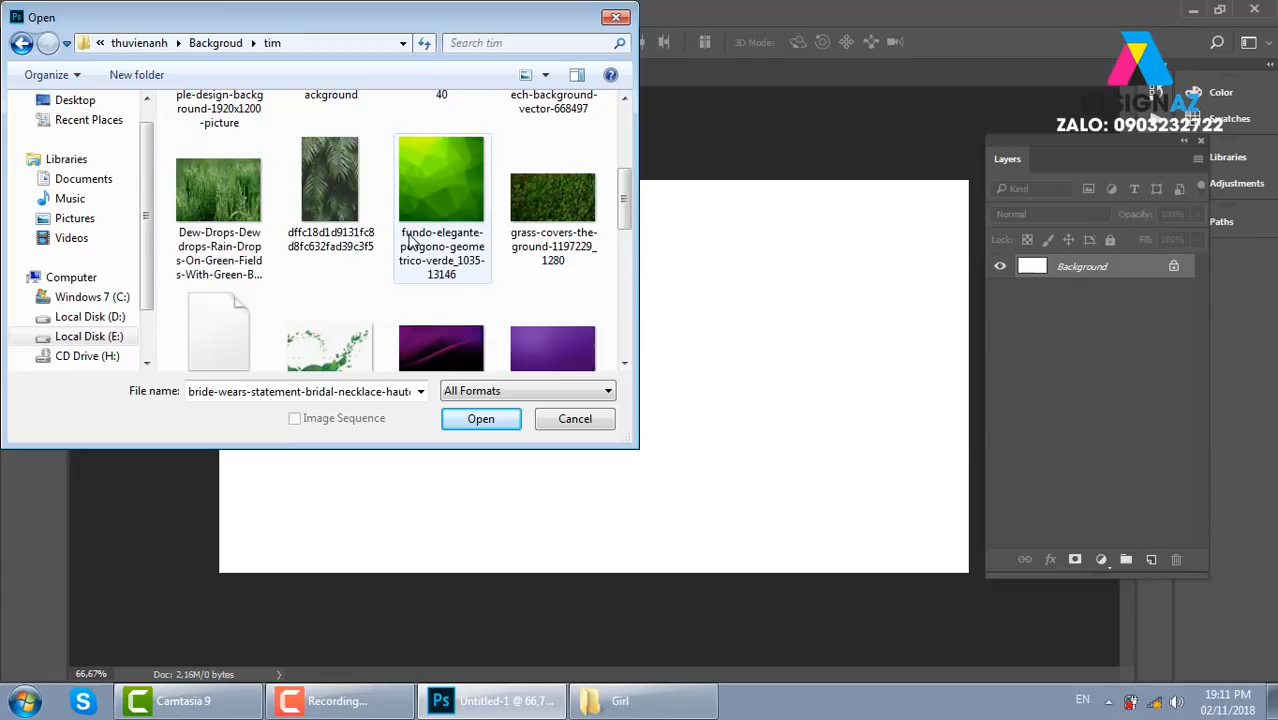 Open
« thuvienanh ▸ Backgroud ▸ tim
Search tim
3D Mode:
Organize
New folder
DESIGNAZ
ZALO: 0903232722
Desktop
Recent Places
Libraries
Documents
Music
Pictures
Videos
Computer
Windows 7 (C:)
Local Disk (D:)
Local Disk (E:)
CD Drive (H:)
ple-design-backg
round-1920x1200
-picture
ackground
40
ech-background-
vector-668497
Dew-Drops-Dew
drops-Rain-Drop
s-On-Green-Field
s-With-Green-B...
dffc18d1d9131fc8
d8fc632fad39c3f5
fundo-elegante-
poligono-geome
trico-verde_1035-
13146
grass-covers-the-
ground-1197229_
1280
File name:
bride-wears-statement-bridal-necklace-haute
All Formats
Image Sequence
Open
Cancel
Color
Swatches
Libraries
Adjustments
Paths
Layers
Kind
Normal
Opacity: 100%
Lock:
Fill: 100%
Background
66,67%
Doc: 2,16M/0 bytes
Camtasia 9
Recording...
Untitled-1 @ 66,7...
Girl
EN
19:11 PM
02/11/2018